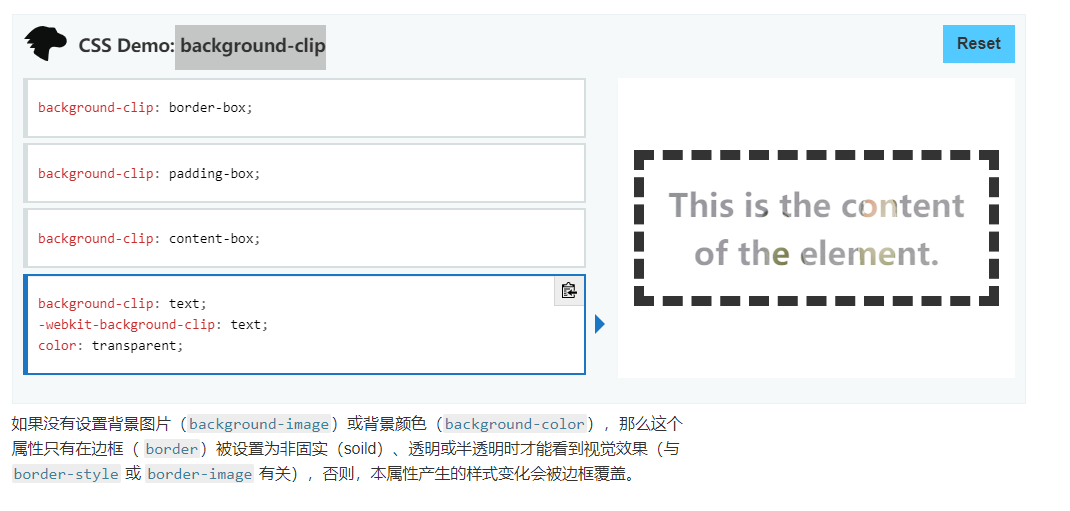 CSS Demo: background-clip
Reset
background-clip: border-box;
background-clip: padding-box;
background-clip: content-box;
background-clip: text;
-webkit-background-clip: text;
color: transparent;
This is the content
of the element.
如果没有设置背景图片（background-image）或背景颜色（background-color），那么这个
属性只有在边框（ border）被设置为非固实（soild）、透明或半透明时才能看到视觉效果（与
border-style 或 border-image 有关），否则，本属性产生的样式变化会被边框覆盖。